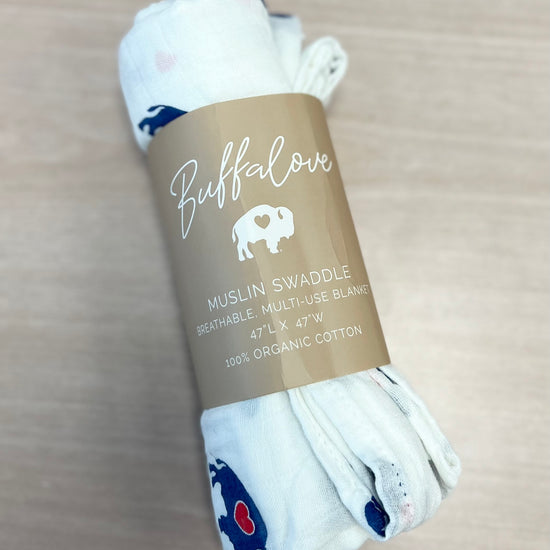 Buffalove
MUSLIN SWADDLE
BREATHABLE, MULTI-USE BLANKET
47"L X 47"W
100% ORGANIC COTTON